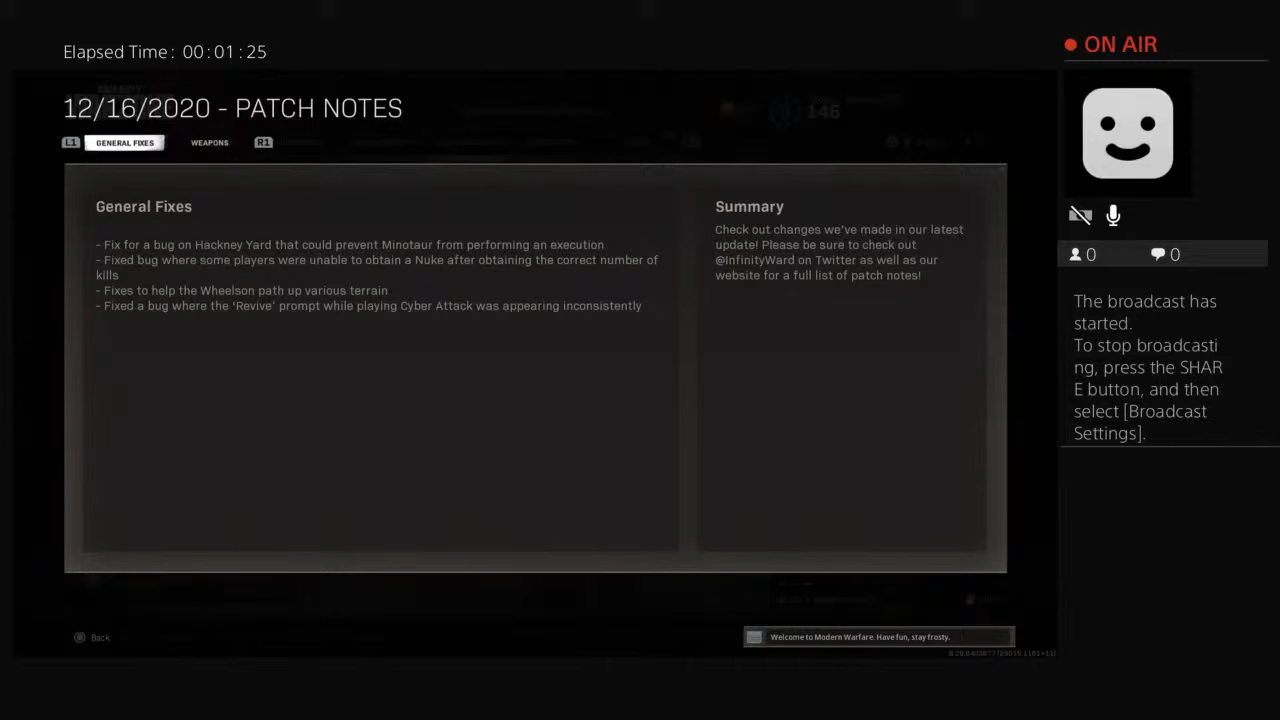 Elapsed Time: 00:01:25
ON AIR
12/16/2020 - PATCH NOTES
145
L1 GENERAL FIXES WEAPONS R1
General Fixes
- Fix for a bug on Hackney Yard that could prevent Minotaur from performing an execution
- Fixed bug where some players were unable to obtain a Nuke after obtaining the correct number of
kills
- Fixes to help the Wheelson path up various terrain
- Fixed a bug where the 'Revive' prompt while playing Cyber Attack was appearing inconsistently
Summary
Check out changes we've made in our latest
update! Please be sure to check out
@InfinityWard on Twitter as well as our
website for a full list of patch notes!
0 0
The broadcast has
started.
To stop broadcasti
ng, press the SHAR
E button, and then
select [Broadcast
Settings].
Back
Welcome to Modern Warfare. Have fun, stay frosty.